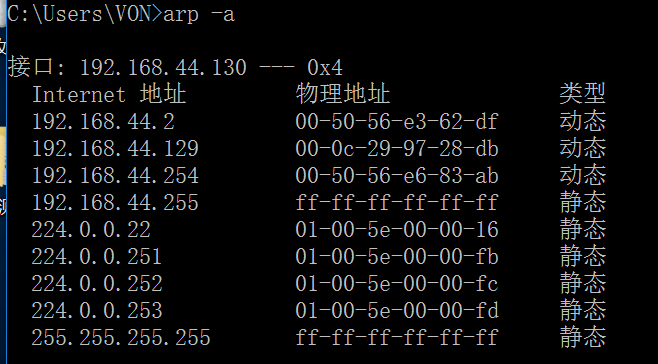 C:\Users\VON>arp -a
接口: 192.168.44.130 --- 0x4
Internet 地址 物理地址 类型
192.168.44.2 00-50-56-e3-62-df 动态
192.168.44.129 00-0c-29-97-28-db 动态
192.168.44.254 00-50-56-e6-83-ab 动态
192.168.44.255 ff-ff-ff-ff-ff-ff 静态
224.0.0.22 01-00-5e-00-00-16 静态
224.0.0.251 01-00-5e-00-00-fb 静态
224.0.0.252 01-00-5e-00-00-fc 静态
224.0.0.253 01-00-5e-00-00-fd 静态
255.255.255.255 ff-ff-ff-ff-ff-ff 静态